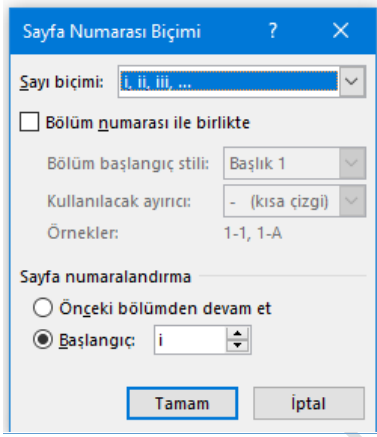 Sayfa Numarası Biçimi ? ×
Sayı biçimi: i, ii, iii, ...
Bölüm numarası ile birlikte
Bölüm başlangıç stili: Başlık 1
Kullanılacak ayırıcı: - (kısa çizgi)
Örnekler: 1-1, 1-A
Sayfa numaralandırma
Önceki bölümden devam et
Başlangıç: i
Tamam İptal